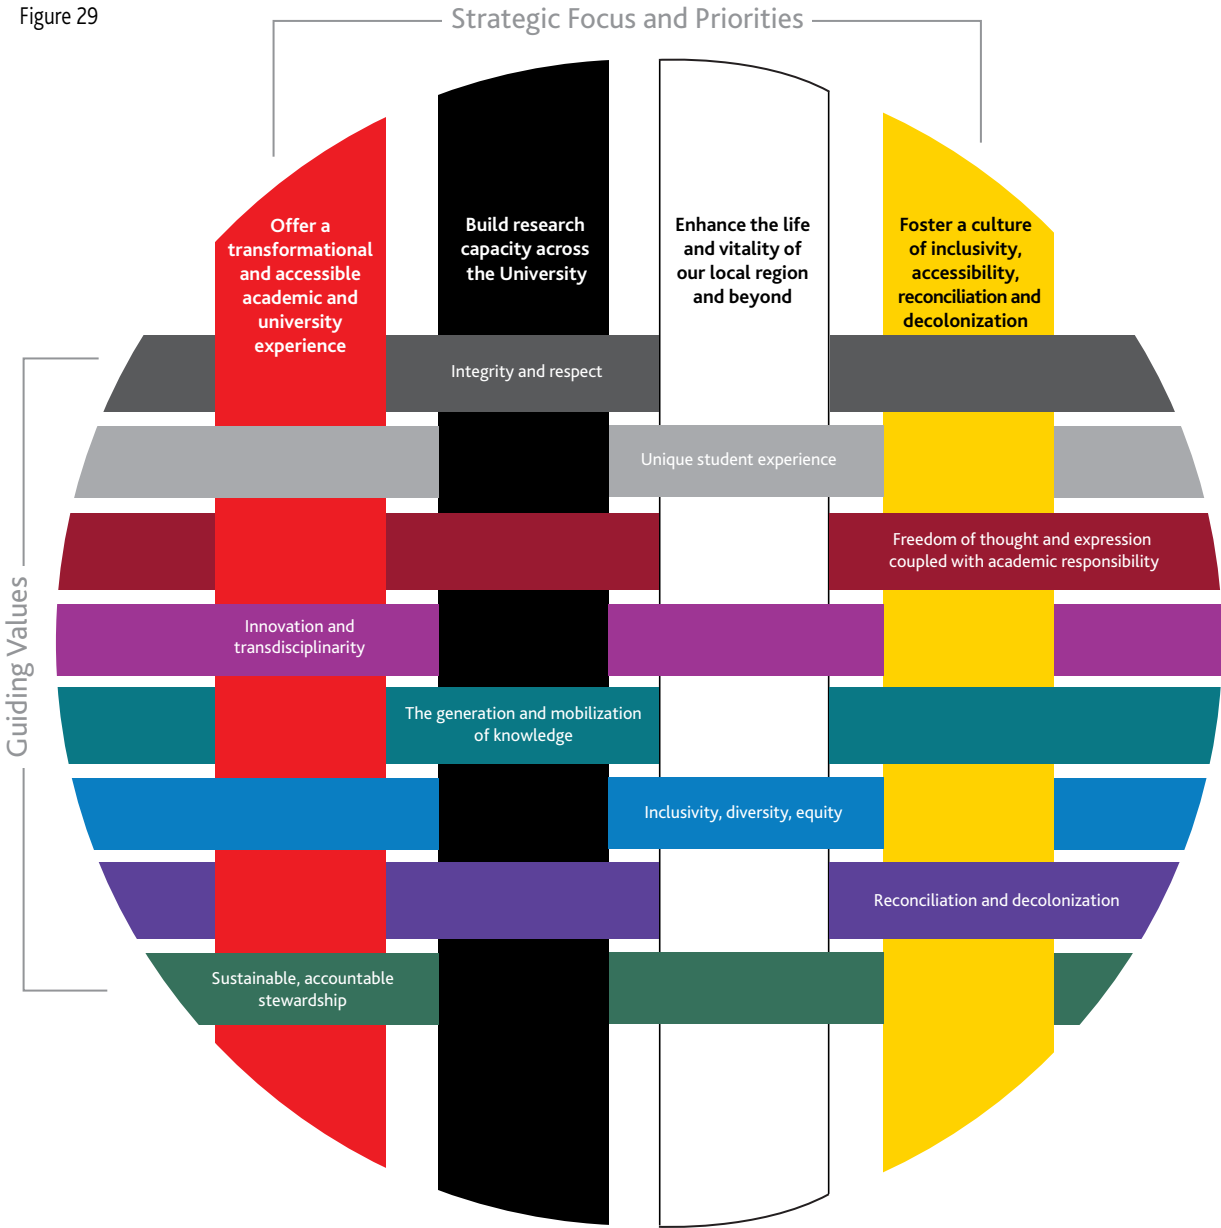 Figure 29
Strategic Focus and Priorities
Offer a
transformational
and accessible
academic and
university
experience
Build research
capacity across
the University
Enhance the life
and vitality of
our local region
and beyond
Foster a culture
of inclusivity,
accessibility,
reconciliation and
decolonization
Guiding Values
Integrity and respect
Unique student experience
Freedom of thought and expression
coupled with academic responsibility
Innovation and
transdisciplinarity
The generation and mobilization
of knowledge
Inclusivity, diversity, equity
Reconciliation and decolonization
Sustainable, accountable
stewardship